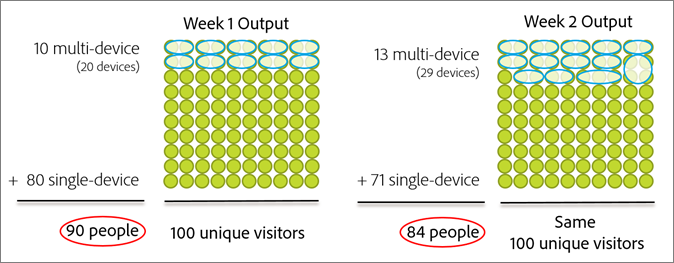 Week 1 Output
10 multi-device
(20 devices)
+ 80 single-device
90 people
100 unique visitors
Week 2 Output
13 multi-device
(29 devices)
+ 71 single-device
84 people
Same
100 unique visitors